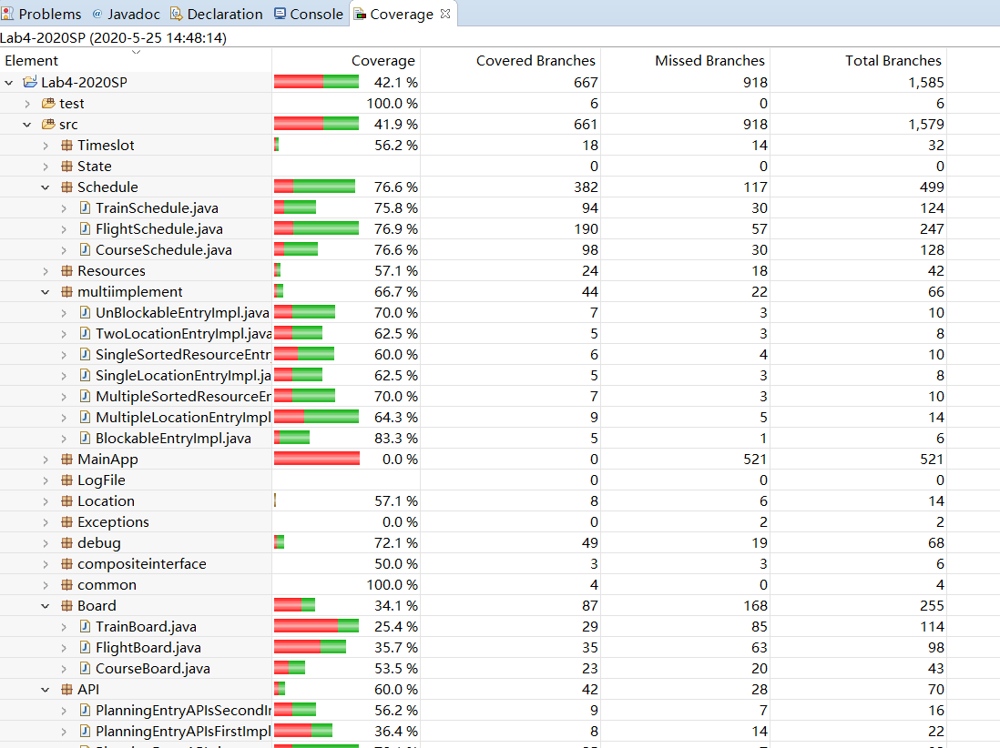 Problems @ Javadoc Declaration Console Coverage
Lab4-2020SP (2020-5-25 14:48:14)
Element Coverage Covered Branches Missed Branches Total Branches
Lab4-2020SP 42.1 % 667 918 1,585
test 100.0 % 6 0 6
src 41.9 % 661 918 1,579
Timeslot 56.2 % 18 14 32
State 0 0 0
Schedule 76.6 % 382 117 499
TrainSchedule.java 75.8 % 94 30 124
FlightSchedule.java 76.9 % 190 57 247
CourseSchedule.java 76.6 % 98 30 128
Resources 57.1 % 24 18 42
multiimplement 66.7 % 44 22 66
UnBlockableEntryImpl.java 70.0 % 7 3 10
TwoLocationEntryImpl.java 62.5 % 5 3 8
SingleSortedResourceEntr 60.0 % 6 4 10
SingleLocationEntryImpl.ja 62.5 % 5 3 8
MultipleSortedResourceEr 70.0 % 7 3 10
MultipleLocationEntryImpl 64.3 % 9 5 14
BlockableEntryImpl.java 83.3 % 5 1 6
MainApp 0.0 % 0 521 521
LogFile 0 0 0
Location 57.1 % 8 6 14
Exceptions 0.0 % 0 2 2
debug 72.1 % 49 19 68
compositeinterface 50.0 % 3 3 6
common 100.0 % 4 0 4
Board 34.1 % 87 168 255
TrainBoard.java 25.4 % 29 85 114
FlightBoard.java 35.7 % 35 63 98
CourseBoard.java 53.5 % 23 20 43
API 60.0 % 42 28 70
PlanningEntryAPIsSecondIr 56.2 % 9 7 16
PlanningEntryAPIsFirstImpl 36.4 % 8 14 22